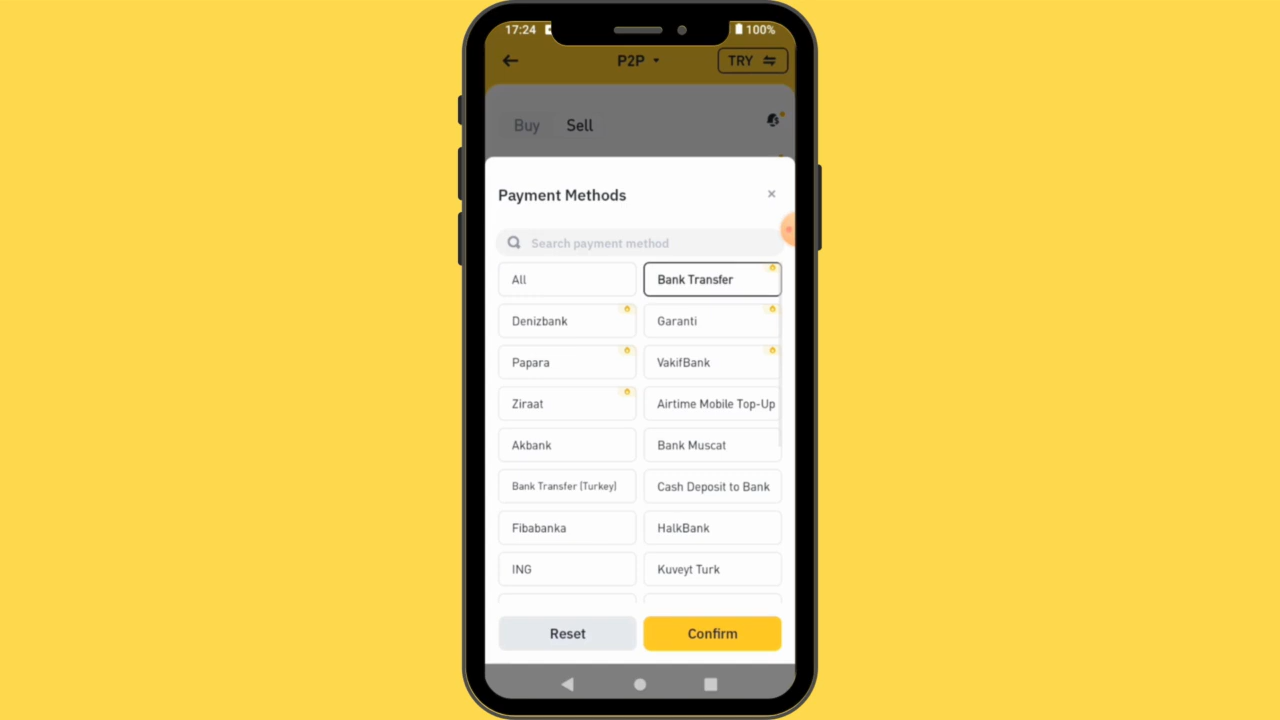 17:24
100%
P2P
TRY
Buy
Sell
Payment Methods
Search payment method
All
Bank Transfer
Denizbank
Garanti
Papara
VakifBank
Ziraat
Airtime Mobile Top-Up
Akbank
Bank Muscat
Bank Transfer (Turkey)
Cash Deposit to Bank
Fibabanka
HalkBank
ING
Kuveyt Turk
Reset
Confirm